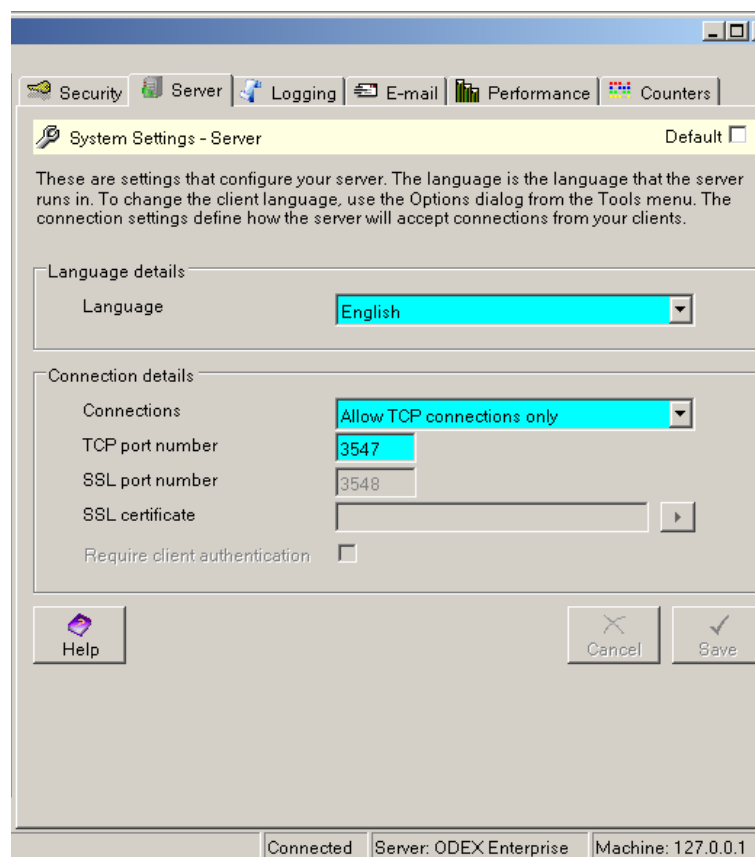 Security Server Logging E-mail Performance Counters
System Settings - Server Default
These are settings that configure your server. The language is the language that the server
runs in. To change the client language, use the Options dialog from the Tools menu. The
connection settings define how the server will accept connections from your clients.
Language details
Language English
Connection details
Connections Allow TCP connections only
TCP port number 3547
SSL port number 3548
SSL certificate
Require client authentication
Help Cancel Save
Connected Server: ODEX Enterprise Machine: 127.0.0.1